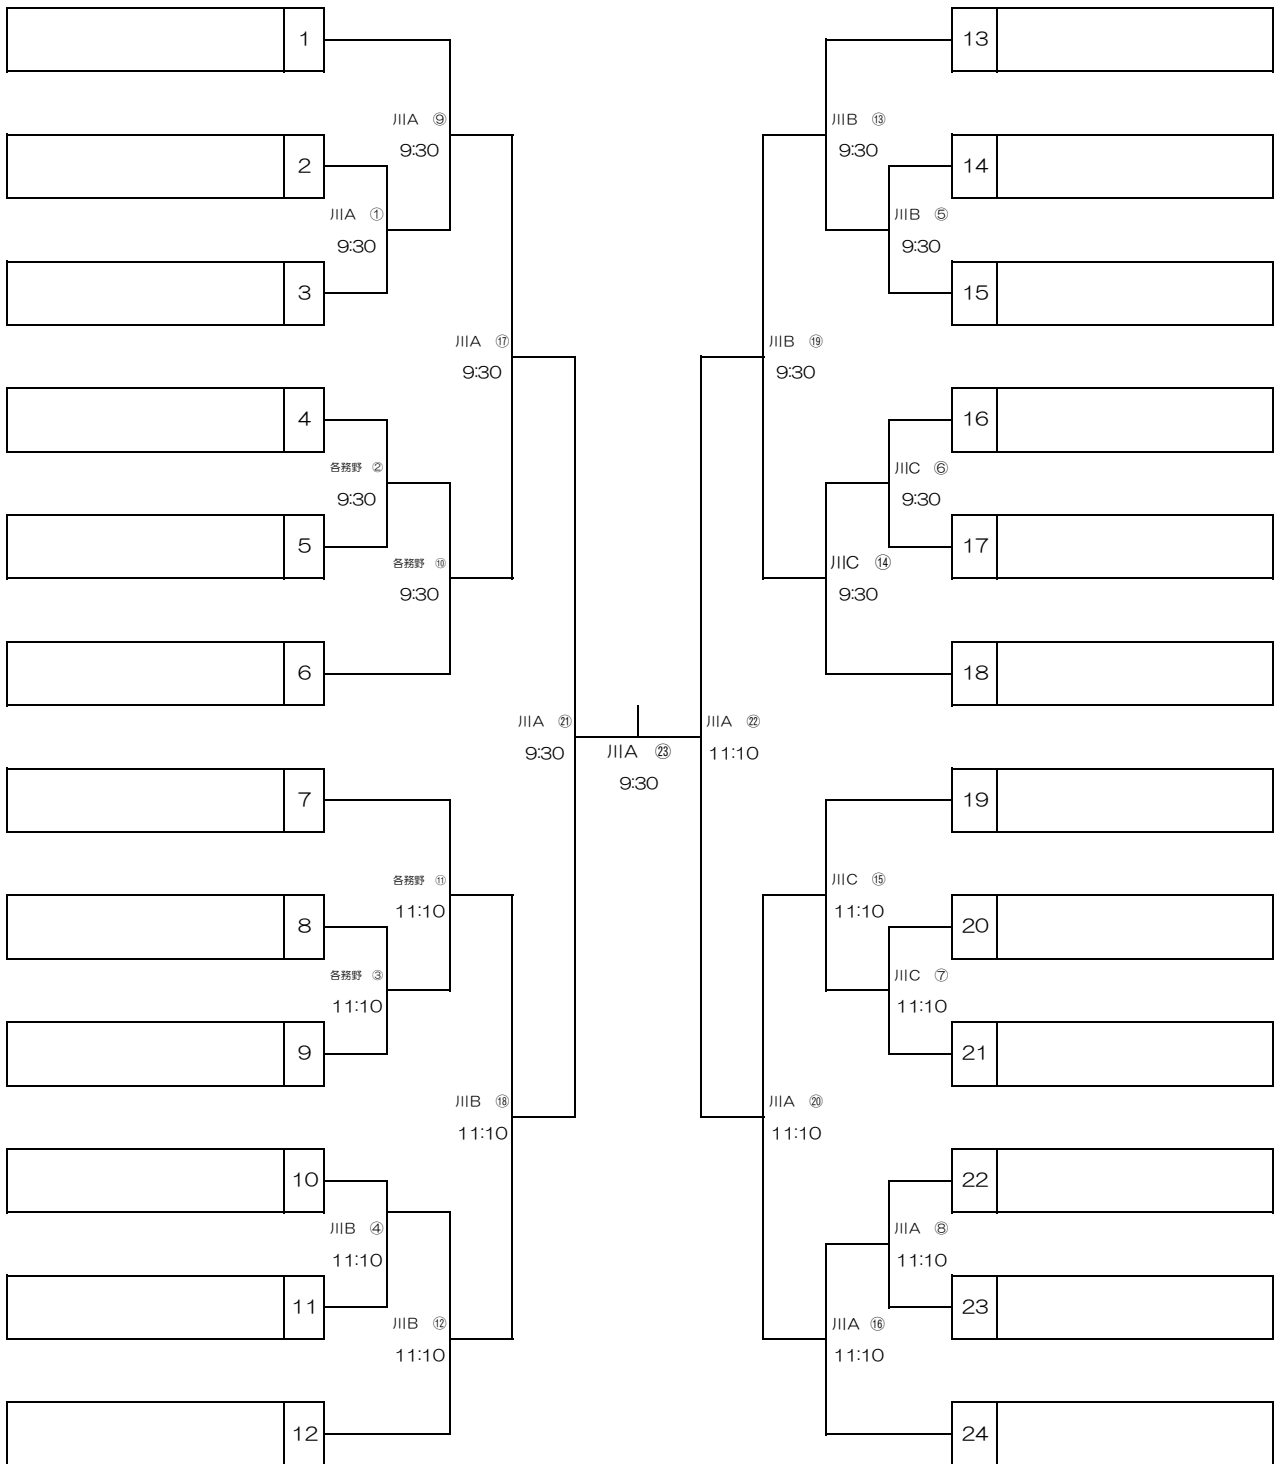 1
13
川A ⑨
9:30
川B ⑬
9:30
2
14
川A ①
9:30
川B ⑤
9:30
3
15
川A ⑰
9:30
川B ⑲
9:30
4
16
各務野 ②
9:30
川C ⑥
9:30
5
17
各務野 ⑩
9:30
川C ⑭
9:30
6
18
川A ㉑
9:30
川A ㉓
9:30
川A ㉒
11:10
7
19
各務野 ⑪
11:10
川C ⑮
11:10
8
20
各務野 ③
11:10
川C ⑦
11:10
9
21
川B ⑱
11:10
川A ⑳
11:10
10
22
川B ④
11:10
川A ⑧
11:10
11
23
川B ⑫
11:10
川A ⑯
11:10
12
24